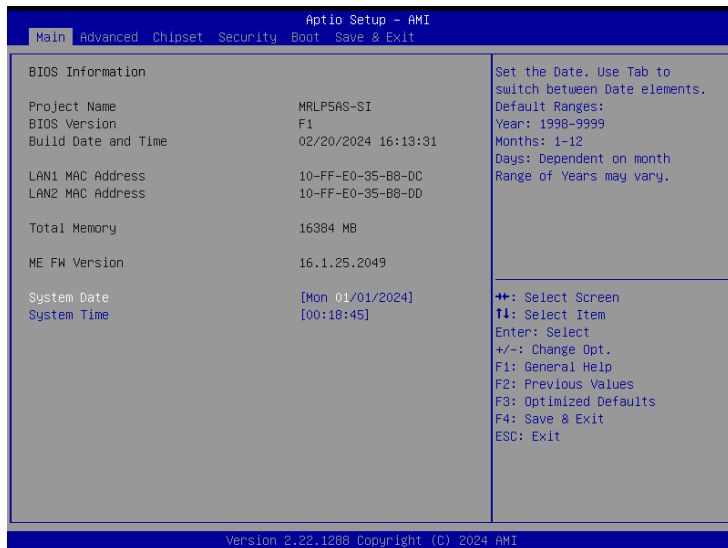 Aptio Setup - AMI
Main Advanced Chipset Security Boot Save & Exit
BIOS Information
Project Name MRLP5AS-SI
BIOS Version F1
Build Date and Time 02/20/2024 16:13:31
LAN1 MAC Address 10-FF-E0-35-B8-DC
LAN2 MAC Address 10-FF-E0-35-B8-DD
Total Memory 16384 MB
ME FW Version 16.1.25.2049
System Date [Mon 01/01/2024]
System Time [00:18:45]
Set the Date. Use Tab to
switch between Date elements.
Default Ranges:
Year: 1998-9999
Months: 1-12
Days: Dependent on month
Range of Years may vary.
→←: Select Screen
↑↓: Select Item
Enter: Select
+/-: Change Opt.
F1: General Help
F2: Previous Values
F3: Optimized Defaults
F4: Save & Exit
ESC: Exit
Version 2.22.1288 Copyright (C) 2024 AMI